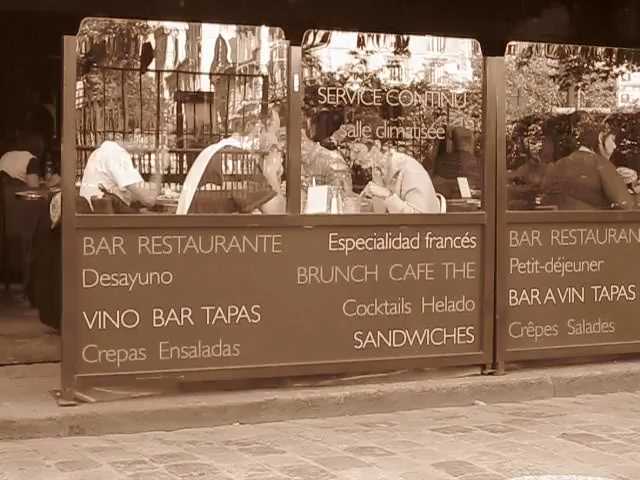 SERVICE CONTINU
salle climatisée
BAR RESTAURANTE
Desayuno
VINO BAR TAPAS
Crepas Ensaladas
Especialidad francés
BRUNCH CAFE THE
Cocktails Helado
SANDWICHES
BAR RESTAURAN
Petit-déjeuner
BAR A VIN TAPAS
Crêpes Salades